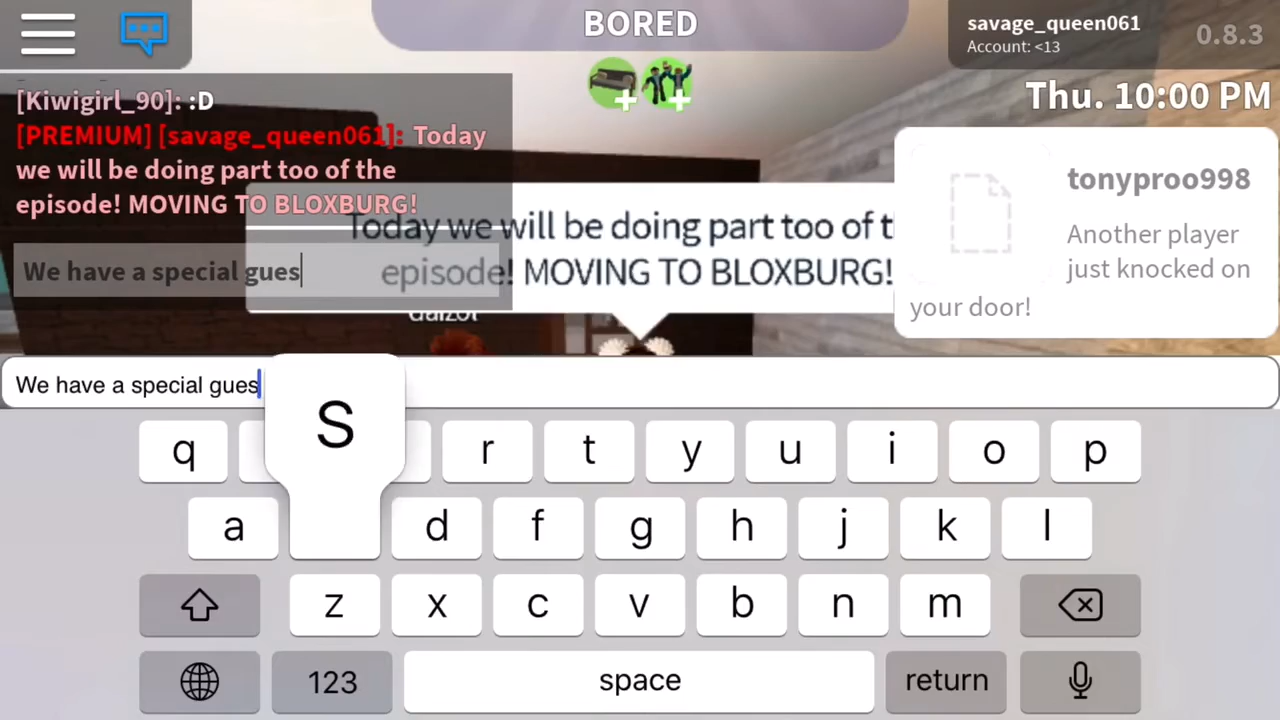 BORED
savage_queen061
Account: <13
0.8.3
Thu. 10:00 PM
[Kiwigirl_90]: :D
[PREMIUM] [savage_queen061]: Today
we will be doing part too of the
episode! MOVING TO BLOXBURG!
We have a special gues
Today we will be doing part too of t
episode! MOVING TO BLOXBURG!
tonyproo998
Another player
just knocked on
your door!
We have a special gues
S
q r t y u i o p
a d f g h j k l
z x c v b n m
123 space return